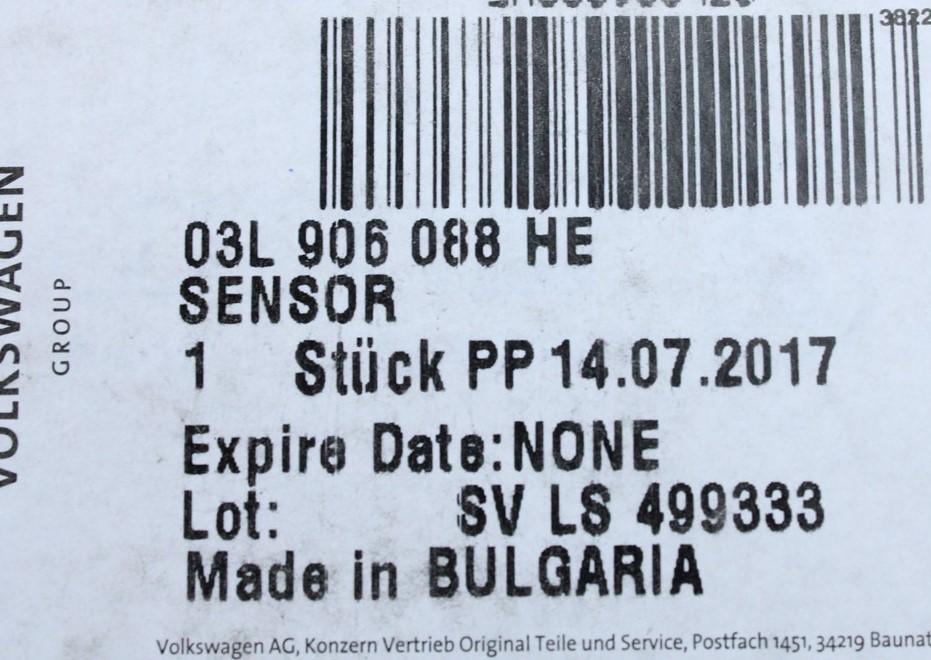 3822
03L 906 088 HE
SENSOR
1 Stück PP 14.07.2017
Expire Date:NONE
Lot: SV LS 499333
Made in BULGARIA
Volkswagen AG, Konzern Vertrieb Original Teile und Service, Postfach 1451, 34219 Baunat
VOLKSWAGEN
GROUP